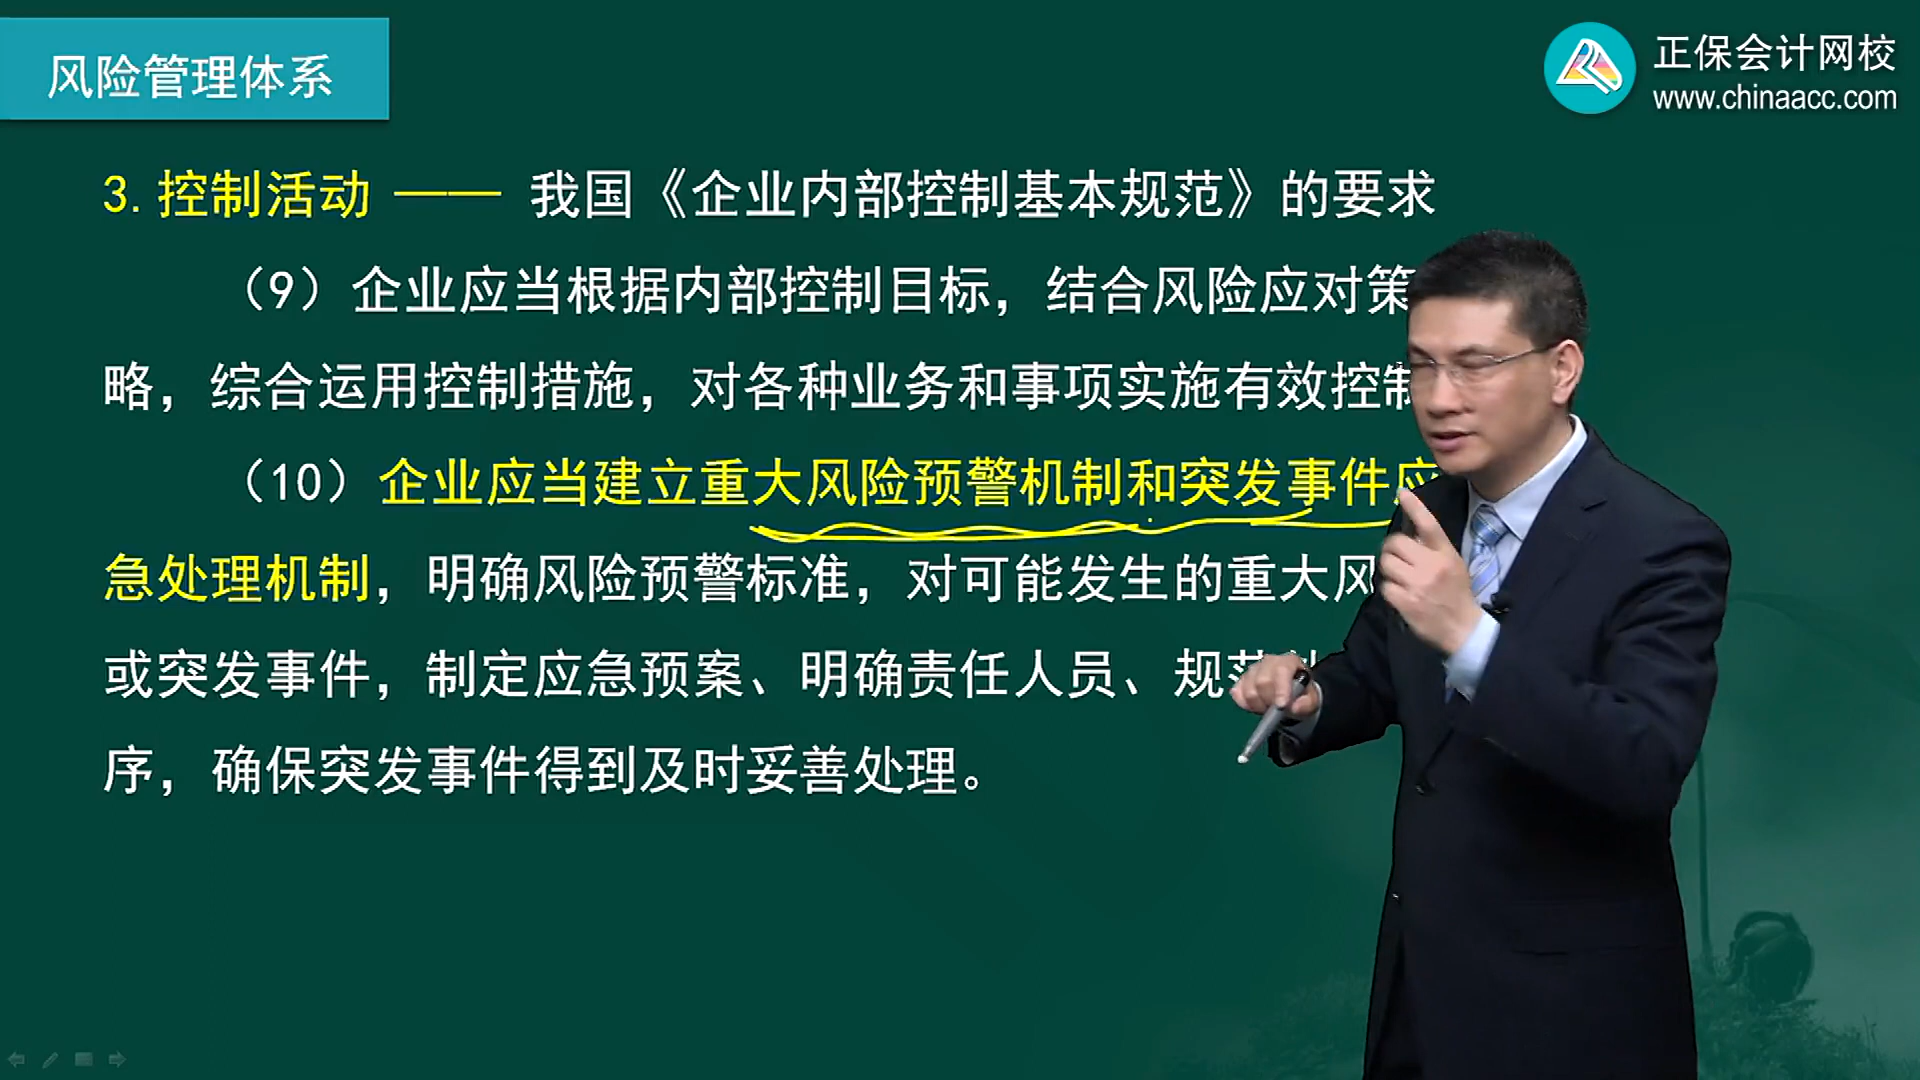 风险管理体系
正保会计网校
www.chinaacc.com
3. 控制活动 —— 我国《企业内部控制基本规范》的要求
（9）企业应当根据内部控制目标，结合风险应对策
略，综合运用控制措施，对各种业务和事项实施有效控制
（10）企业应当建立重大风险预警机制和突发事件应
急处理机制，明确风险预警标准，对可能发生的重大风
或突发事件，制定应急预案、明确责任人员、规范
序，确保突发事件得到及时妥善处理。